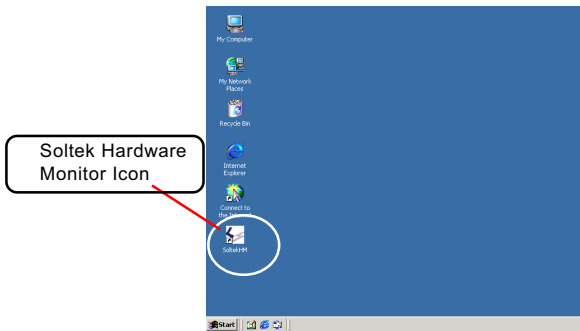 My Computer
My Network
Places
Recycle Bin
Soltek Hardware
Monitor Icon
Internet
Explorer
Connect to
the Internet
SoltekHM
Start